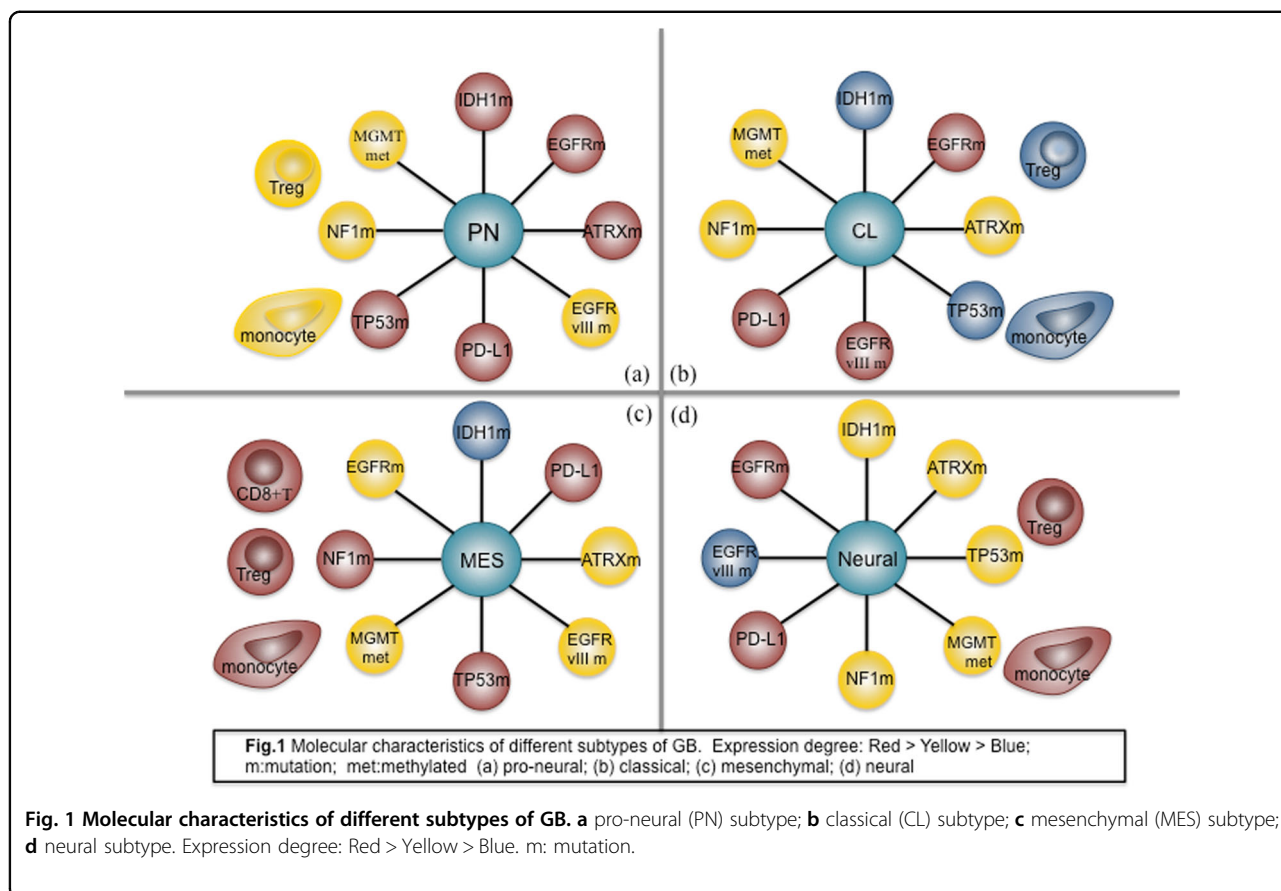 IDH1m
MGMT
met
EGFRm
Treg
NF1m
PN
ATRXm
monocyte
TP53m
PD-L1
EGFR
vIII m
(a)
IDH1m
MGMT
met
EGFRm
Treg
NF1m
CL
ATRXm
PD-L1
EGFR
vIII m
TP53m
monocyte
(b)
(c)
IDH1m
EGFRm
PD-L1
CD8+T
NF1m
MES
ATRXm
Treg
MGMT
met
TP53m
EGFR
vIII m
monocyte
(d)
IDH1m
EGFRm
ATRXm
Treg
EGFR
vIII m
Neural
TP53m
PD-L1
NF1m
MGMT
met
monocyte
Fig.1 Molecular characteristics of different subtypes of GB. Expression degree: Red > Yellow > Blue;
m:mutation; met:methylated (a) pro-neural; (b) classical; (c) mesenchymal; (d) neural
Fig. 1 Molecular characteristics of different subtypes of GB. a pro-neural (PN) subtype; b classical (CL) subtype; c mesenchymal (MES) subtype;
d neural subtype. Expression degree: Red > Yellow > Blue. m: mutation.